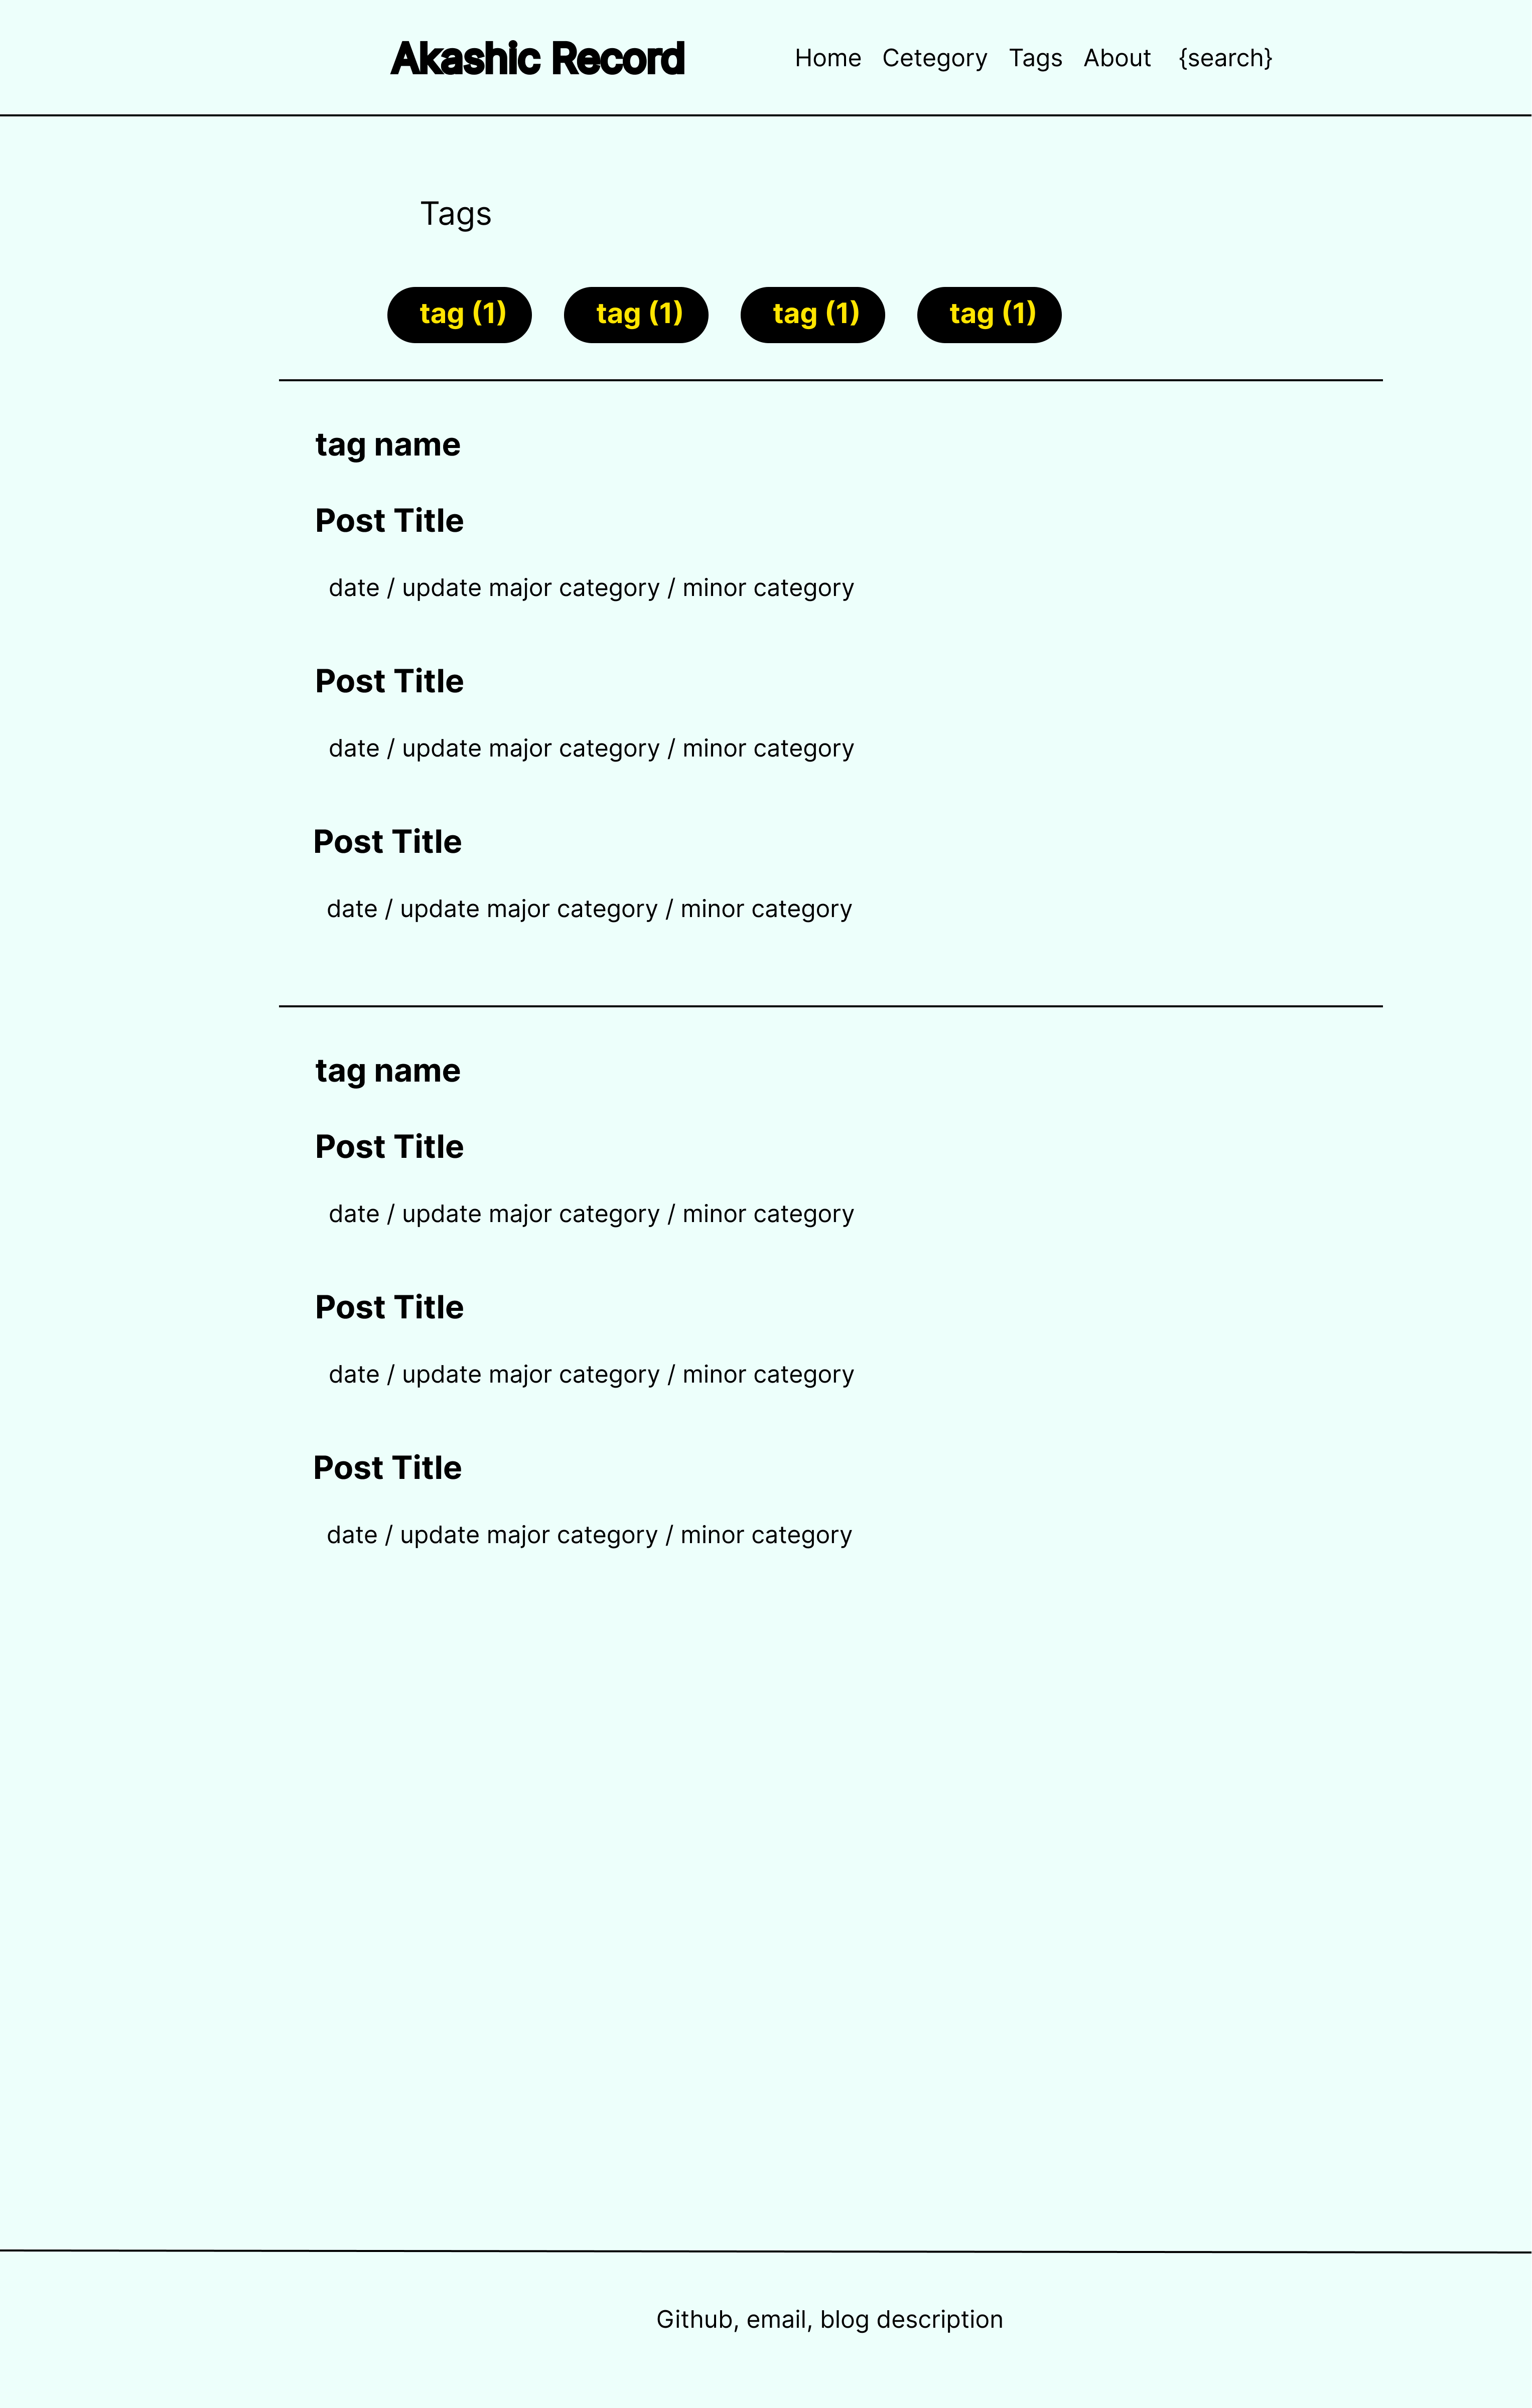 Akashic Record
Home Cetegory Tags About {search}
Tags
tag (1) tag (1) tag (1) tag (1)
tag name
Post Title
date / update major category / minor category
Post Title
date / update major category / minor category
Post Title
date / update major category / minor category
tag name
Post Title
date / update major category / minor category
Post Title
date / update major category / minor category
Post Title
date / update major category / minor category
Github, email, blog description